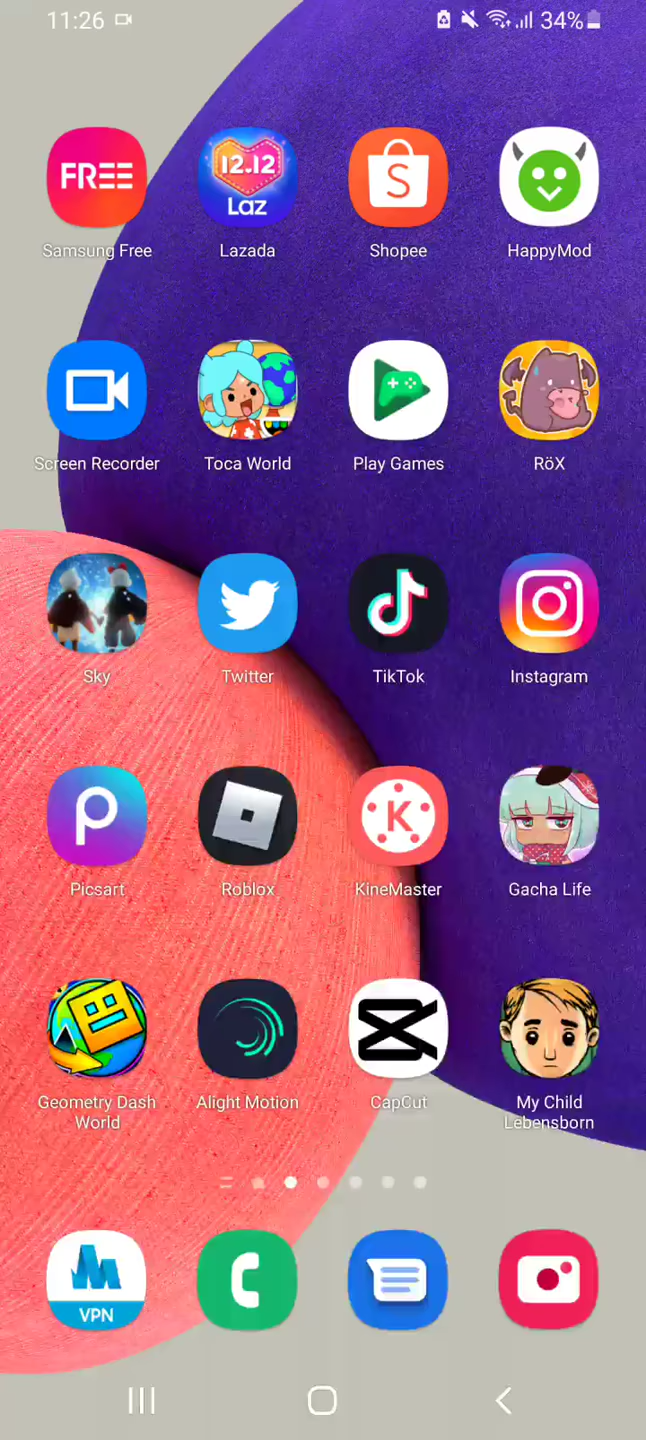 11:26
34%
FREE
12.12
Laz
S
Samsung Free
Lazada
Shopee
HappyMod
Screen Recorder
Toca World
Play Games
RöX
Sky
Twitter
TikTok
Instagram
K
Picsart
Roblox
KineMaster
Gacha Life
Geometry Dash
World
Alight Motion
CapCut
My Child
Lebensborn
VPN